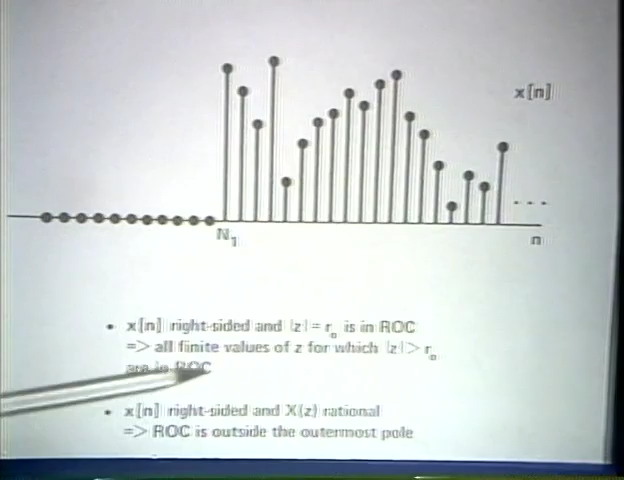 x[n]
...
N₁
n
• x[n] right-sided and |z| = r₀ is in ROC
=> all finite values of z for which |z| > r₀
are in ROC
• x[n] right-sided and X(z) rational
=> ROC is outside the outermost pole